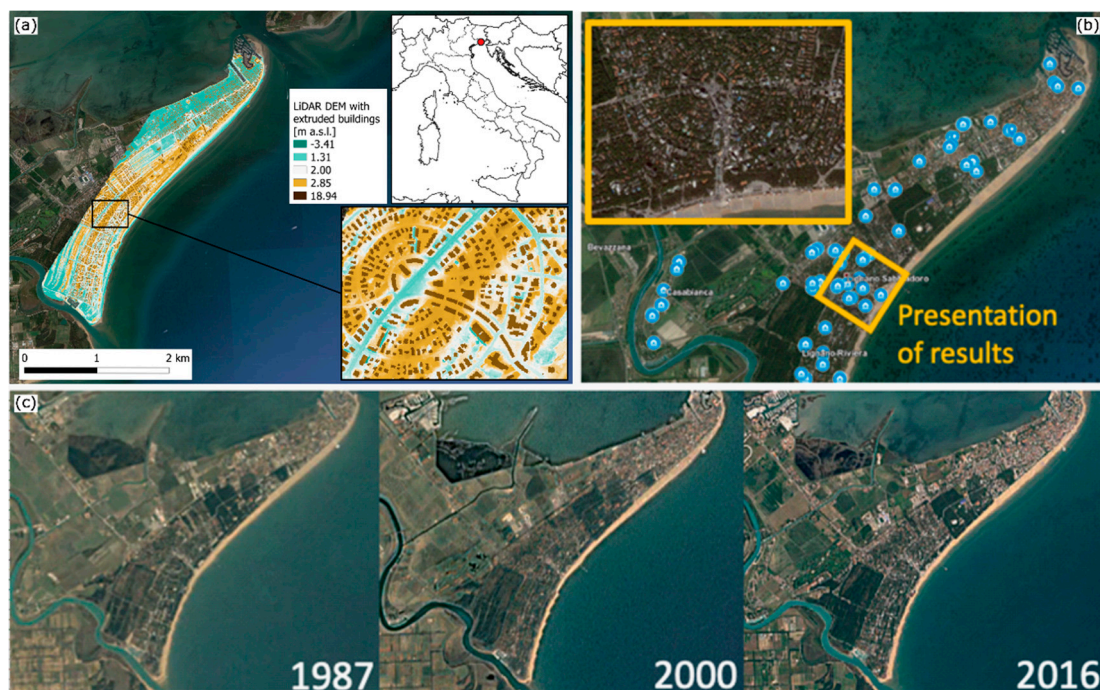 (a)
LiDAR DEM with
extruded buildings
[m a.s.l.]
-3.41
1.31
2.00
2.85
18.94
0 1 2 km
(b)
Bevazzana
Casabianca
Lignano Riviera
Presentation
of results
(c)
1987
2000
2016